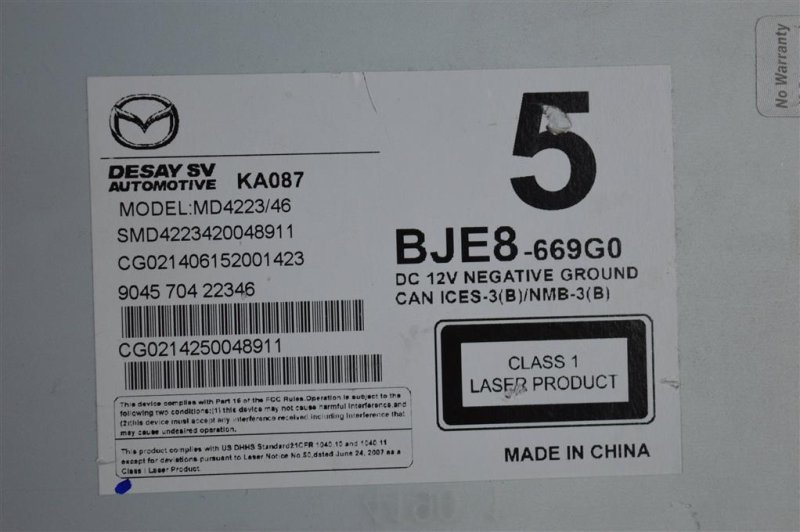 No Warranty
5
DESAY SV
AUTOMOTIVE KA087
MODEL:MD4223/46
SMD4223420048911
CG021406152001423
9045 704 22346
CG0214250048911
BJE8-669G0
DC 12V NEGATIVE GROUND
CAN ICES-3(B)/NMB-3(B)
CLASS 1
LASER PRODUCT
This device complies with Part 15 of the FCC Rules.Operation is subject to the
following two conditions:(1) this device may not cause harmful interference,and
(2)this device must accept any interference received including interference that
may cause undesired operation.
This product complies with US DHHS Standard21CFR 1040.10 and 1040.11
except for deviations pursuant to Laser Notice No.50,dated June 24, 2007 as a
Class I Laser Product.
MADE IN CHINA